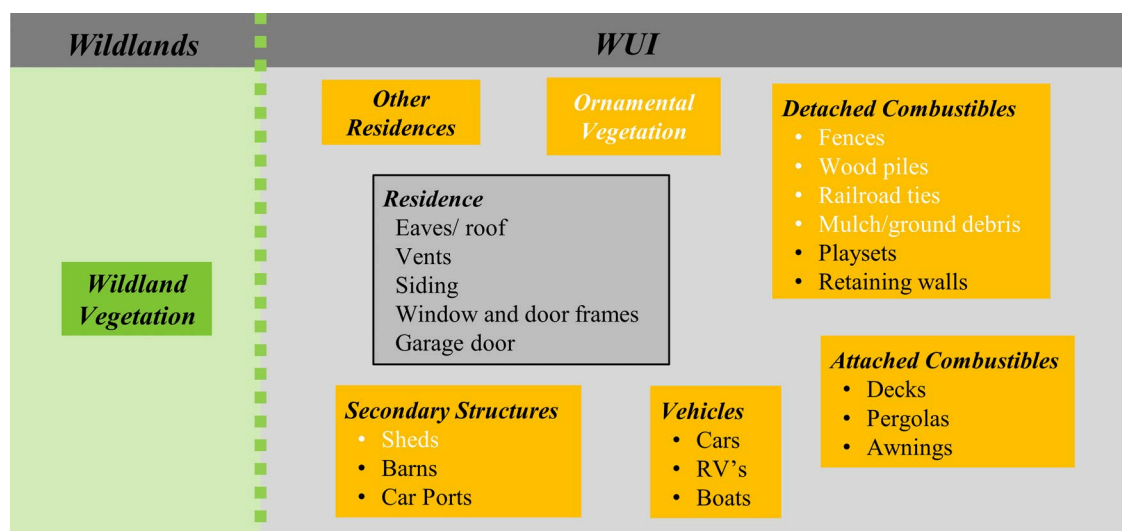 Wildlands
WUI
Other
Residences
Ornamental
Vegetation
Detached Combustibles
• Fences
• Wood piles
• Railroad ties
• Mulch/ground debris
• Playsets
• Retaining walls
Residence
Eaves/ roof
Vents
Siding
Window and door frames
Garage door
Wildland
Vegetation
Attached Combustibles
• Decks
• Pergolas
• Awnings
Secondary Structures
• Sheds
• Barns
• Car Ports
Vehicles
• Cars
• RV’s
• Boats